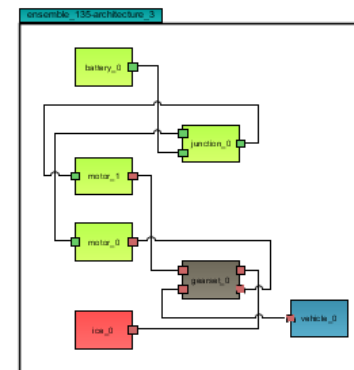 ensemble_135-architecture_3
battery_0
junction_0
motor_1
motor_0
gearset_0
ice_0
vehicle_0